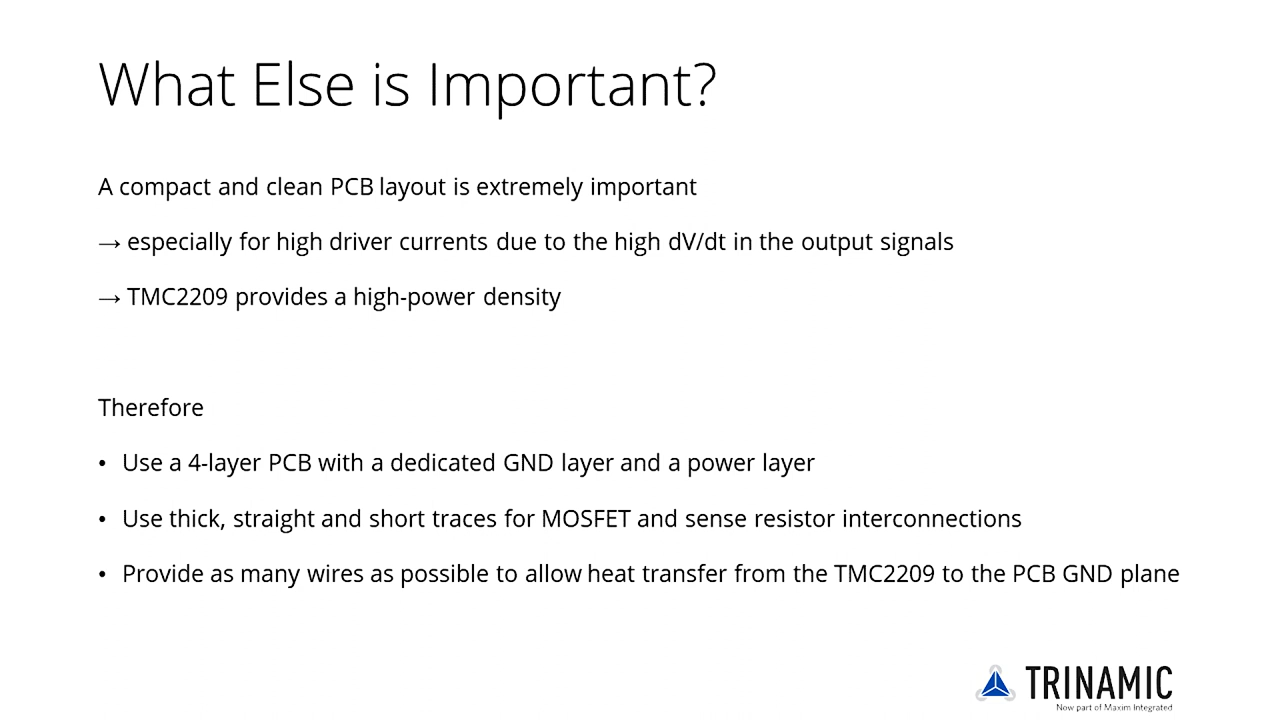 What Else is Important?
A compact and clean PCB layout is extremely important
→ especially for high driver currents due to the high dV/dt in the output signals
→ TMC2209 provides a high-power density
Therefore
• Use a 4-layer PCB with a dedicated GND layer and a power layer
• Use thick, straight and short traces for MOSFET and sense resistor interconnections
• Provide as many wires as possible to allow heat transfer from the TMC2209 to the PCB GND plane
TRINAMIC
Now part of Maxim Integrated